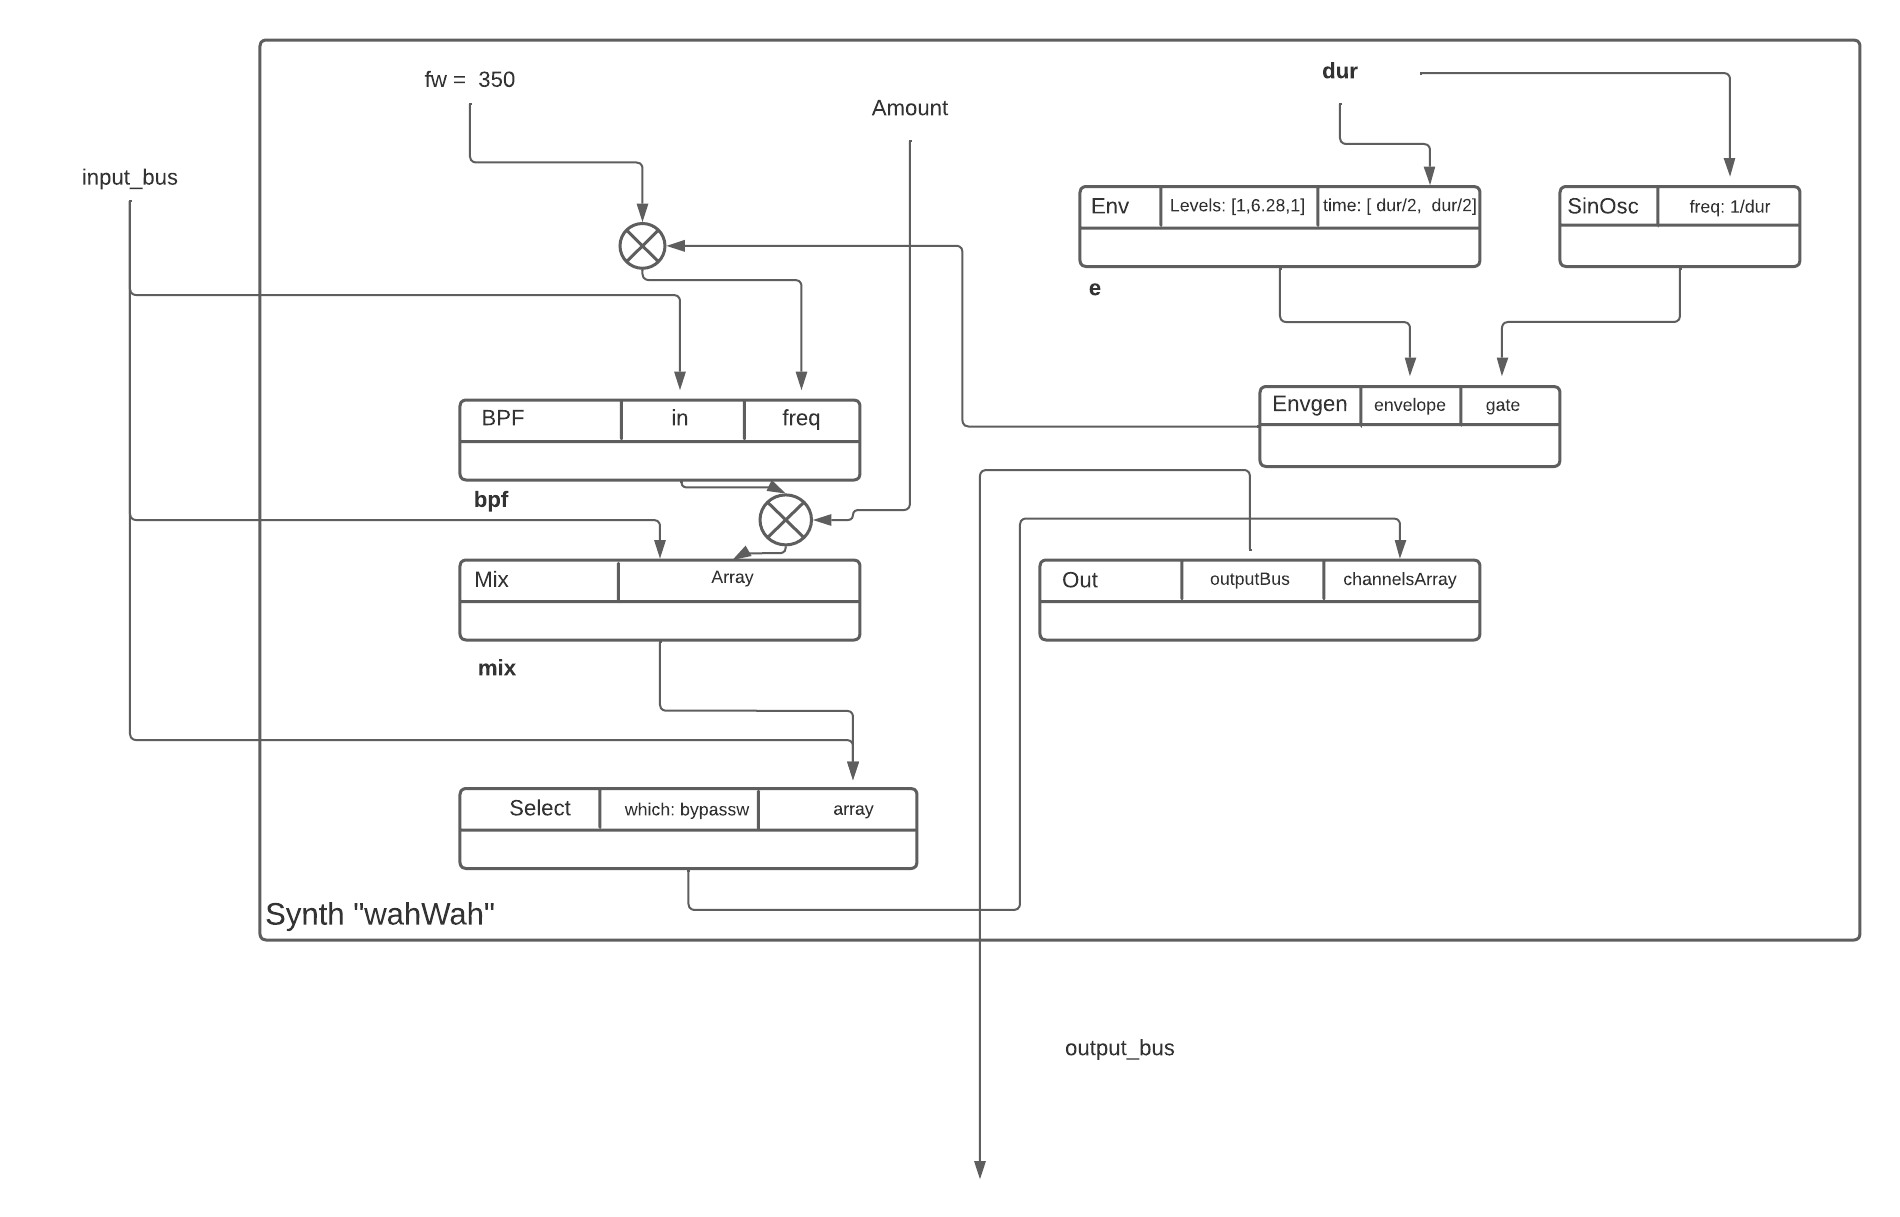 fw =  350
dur
Amount
input_bus
Env
Levels: [1,6.28,1]
time: [ dur/2,  dur/2]
SinOsc
freq: 1/dur
e
BPF
in
freq
Envgen
envelope
gate
bpf
Mix
Array
Out
outputBus
channelsArray
mix
Select
which: bypassw
array
Synth "wahWah"
output_bus